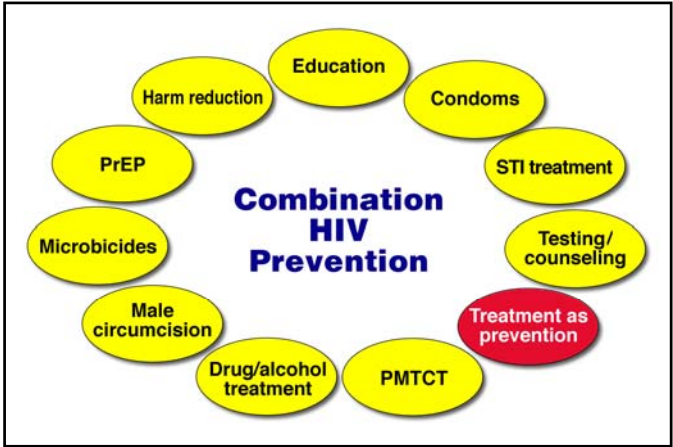 Education
Condoms
STI treatment
Testing/
counseling
Treatment as
prevention
PMTCT
Drug/alcohol
treatment
Male
circumcision
Microbicides
PrEP
Harm reduction
Combination
HIV
Prevention